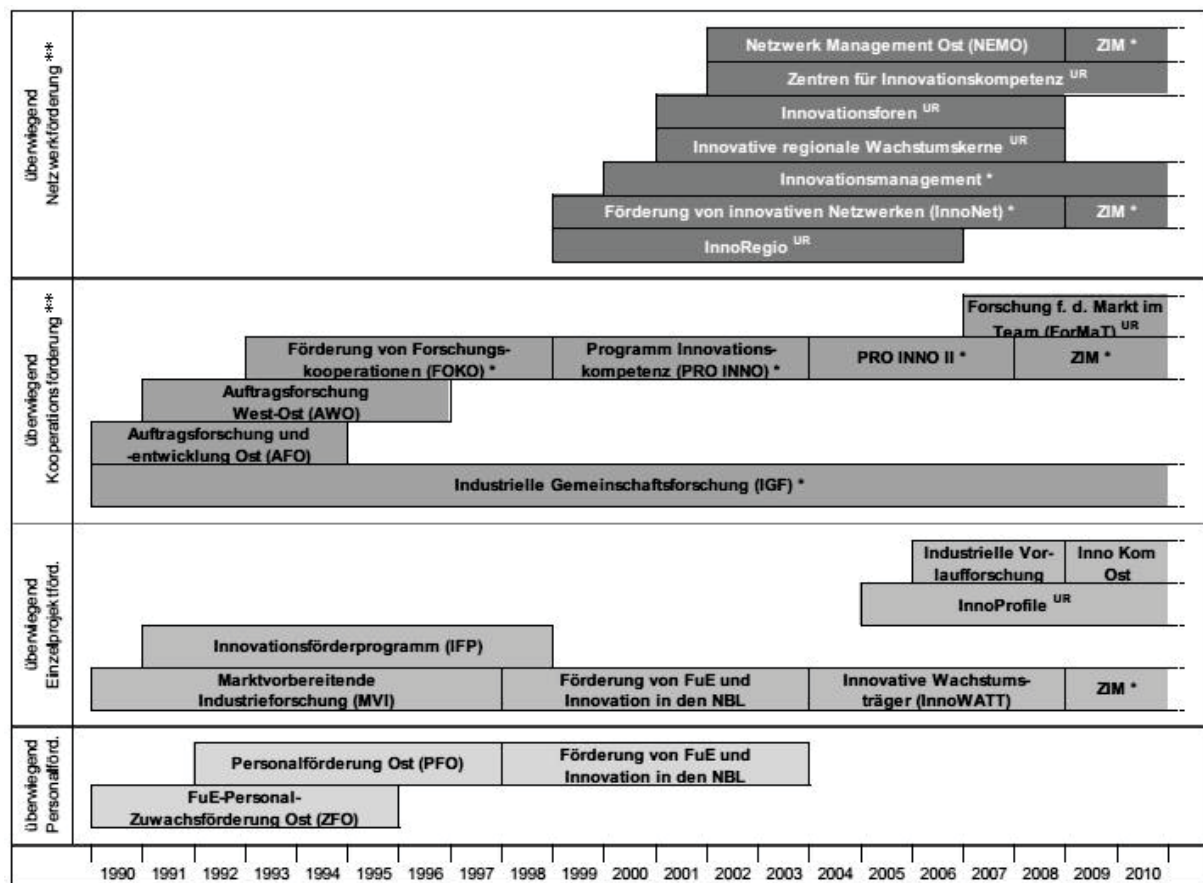 überwiegend
Netzwerkförderung **
Netzwerk Management Ost (NEMO)
ZIM *
Zentren für Innovationskompetenz UR
Innovationsforen UR
Innovative regionale Wachstumskerne UR
Innovationsmanagement *
Förderung von innovativen Netzwerken (InnoNet) *
ZIM *
InnoRegio UR
überwiegend
Kooperationsförderung **
Forschung f. d. Markt im
Team (ForMaT) UR
Förderung von Forschungs-
kooperationen (FOKO) *
Programm Innovations-
kompetenz (PRO INNO) *
PRO INNO II *
ZIM *
Auftragsforschung
West-Ost (AWO)
Auftragsforschung und
-entwicklung Ost (AFO)
Industrielle Gemeinschaftsforschung (IGF) *
überwiegend
Einzelprojektförd.
Industrielle Vor-
laufforschung
Inno Kom
Ost
InnoProfile UR
Innovationsförderprogramm (IFP)
Marktvorbereitende
Industrieforschung (MVI)
Förderung von FuE und
Innovation in den NBL
Innovative Wachstums-
träger (InnoWATT)
ZIM *
überwiegend
Personalförd.
Personalförderung Ost (PFO)
Förderung von FuE und
Innovation in den NBL
FuE-Personal-
Zuwachsförderung Ost (ZFO)
1990 1991 1992 1993 1994 1995 1996 1997 1998 1999 2000 2001 2002 2003 2004 2005 2006 2007 2008 2009 2010